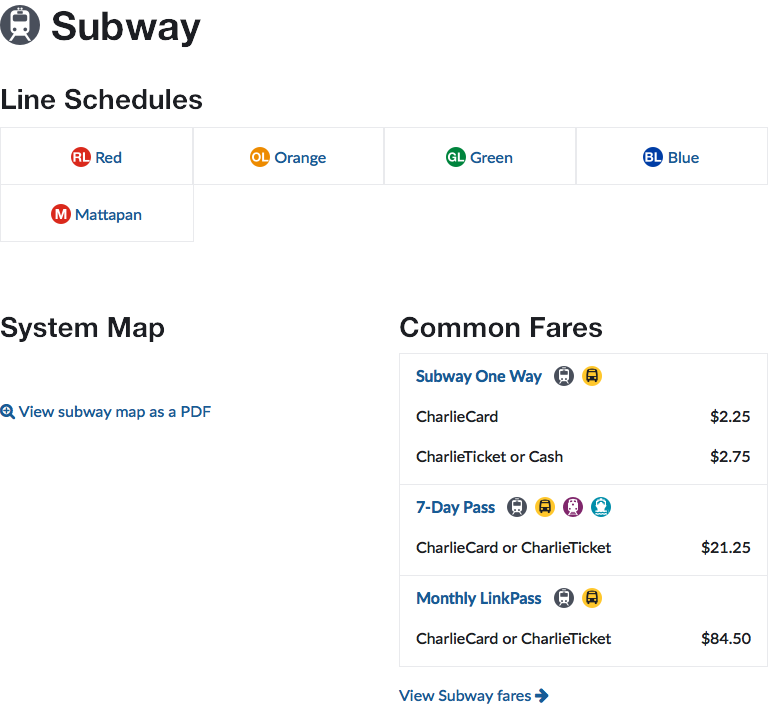 Subway
Line Schedules
RL Red
OL Orange
GL Green
BL Blue
M Mattapan
System Map
View subway map as a PDF
Common Fares
Subway One Way
CharlieCard $2.25
CharlieTicket or Cash $2.75
7-Day Pass
CharlieCard or CharlieTicket $21.25
Monthly LinkPass
CharlieCard or CharlieTicket $84.50
View Subway fares